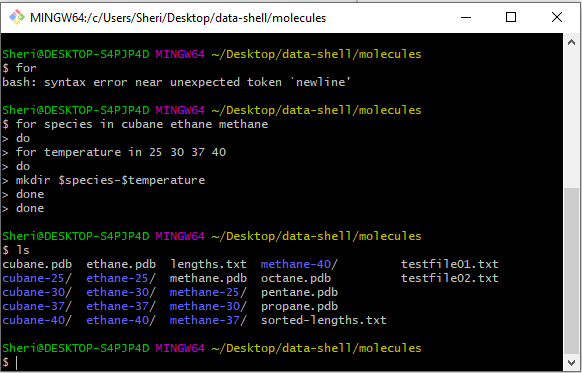 MINGW64:/c/Users/Sheri/Desktop/data-shell/molecules
Sheri@DESKTOP-S4PJP4D MINGW64 ~/Desktop/data-shell/molecules
$ for
bash: syntax error near unexpected token `newline'
Sheri@DESKTOP-S4PJP4D MINGW64 ~/Desktop/data-shell/molecules
$ for species in cubane ethane methane
> do
> for temperature in 25 30 37 40
> do
> mkdir $species-$temperature
> done
> done
Sheri@DESKTOP-S4PJP4D MINGW64 ~/Desktop/data-shell/molecules
$ ls
cubane.pdb  ethane.pdb  lengths.txt  methane-40/         testfile01.txt
cubane-25/  ethane-25/  methane.pdb  octane.pdb          testfile02.txt
cubane-30/  ethane-30/  methane-25/  pentane.pdb
cubane-37/  ethane-37/  methane-30/  propane.pdb
cubane-40/  ethane-40/  methane-37/  sorted-lengths.txt
Sheri@DESKTOP-S4PJP4D MINGW64 ~/Desktop/data-shell/molecules
$